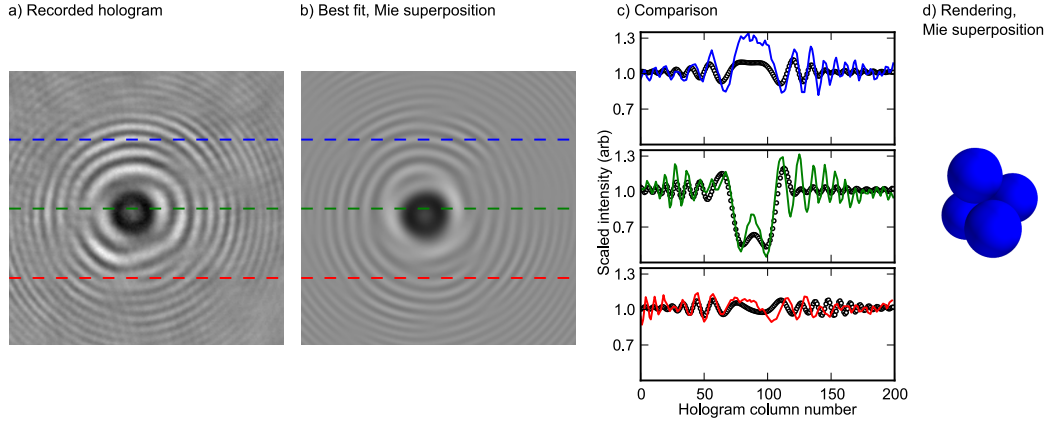 a) Recorded hologram
b) Best fit, Mie superposition
c) Comparison
d) Rendering,
Mie superposition
Scaled intensity (arb)
1.3
1.0
0.7
1.3
1.0
0.7
0.4
1.3
1.0
0.7
0
50
100
150
200
Hologram column number